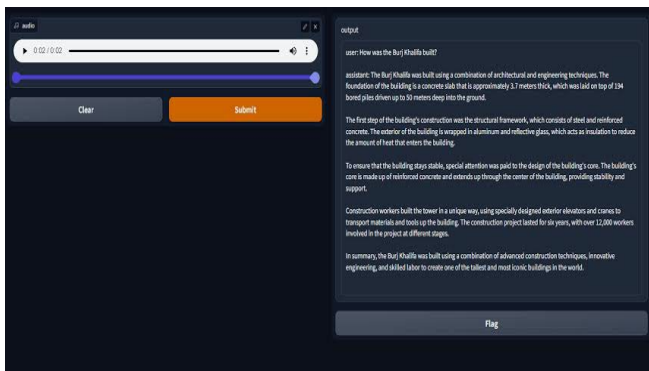 audio
0:02 / 0:02
Clear
Submit
output
user: How was the Burj Khalifa built?
assistant: The Burj Khalifa was built using a combination of architectural and engineering techniques. The
foundation of the building is a concrete slab that is approximately 3.7 meters thick, which was laid on top of 194
bored piles driven up to 50 meters deep into the ground.
The first step of the building's construction was the structural framework, which consists of steel and reinforced
concrete. The exterior of the building is wrapped in aluminum and reflective glass, which acts as insulation to reduce
the amount of heat that enters the building.
To ensure that the building stays stable, special attention was paid to the design of the building's core. The building's
core is made up of reinforced concrete and extends up through the center of the building, providing stability and
support.
Construction workers built the tower in a unique way, using specially designed exterior elevators and cranes to
transport materials and tools up the building. The construction project lasted for six years, with over 12,000 workers
involved in the project at different stages.
In summary, the Burj Khalifa was built using a combination of advanced construction techniques, innovative
engineering, and skilled labor to create one of the tallest and most iconic buildings in the world.
Flag